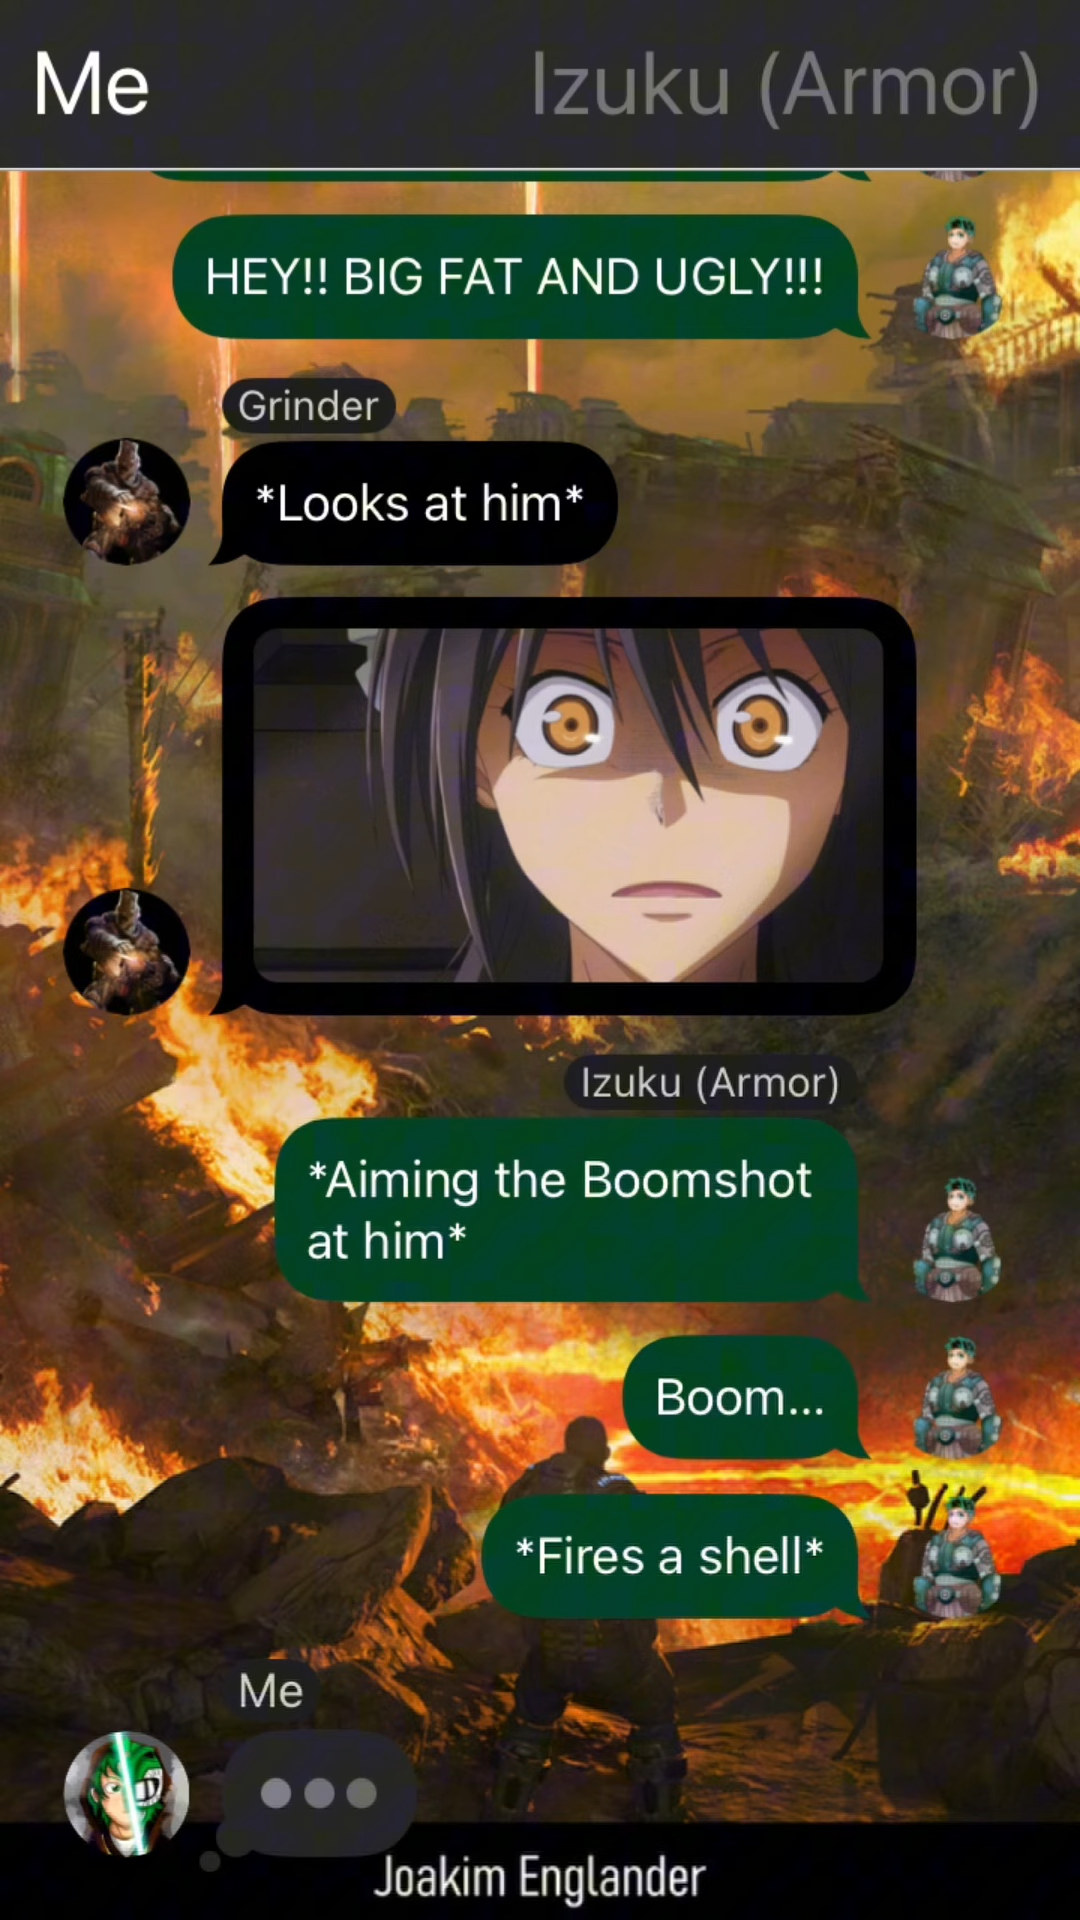 Me
Izuku (Armor)
HEY!! BIG FAT AND UGLY!!!
Grinder
*Looks at him*
Izuku (Armor)
*Aiming the Boomshot
at him*
Boom...
*Fires a shell*
Me
Joakim Englander